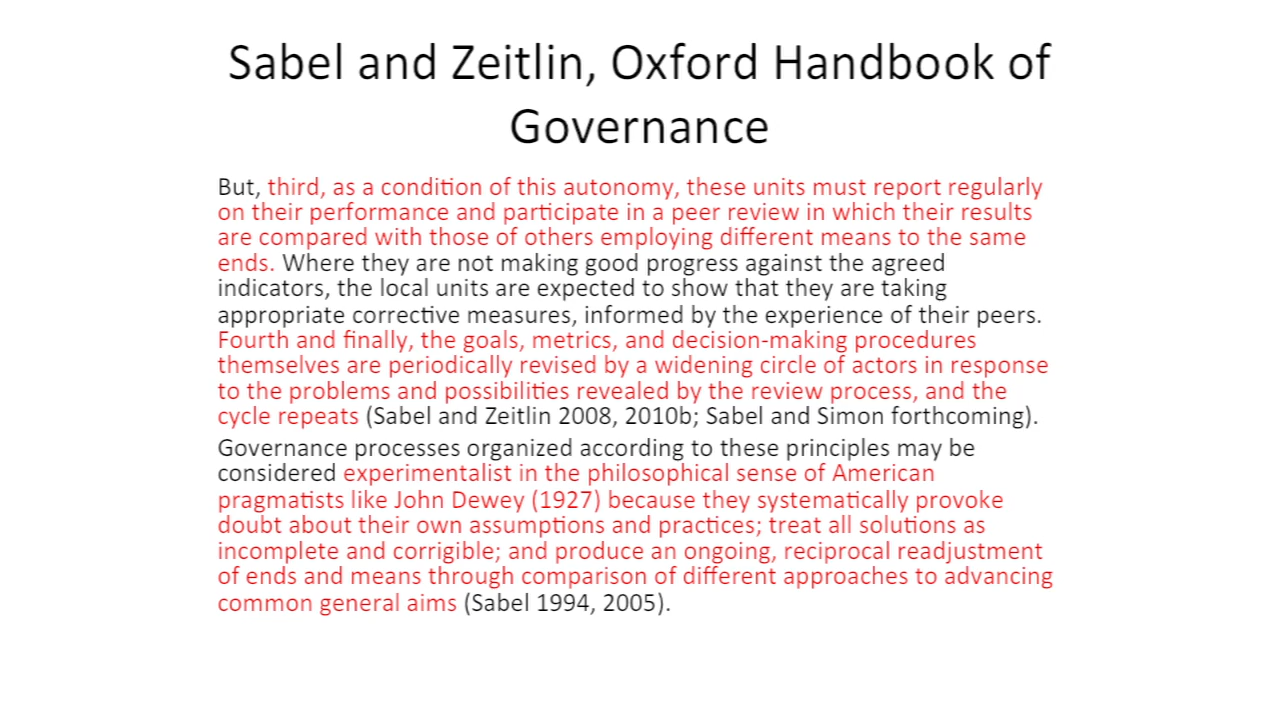 Sabel and Zeitlin, Oxford Handbook of
Governance
But, third, as a condition of this autonomy, these units must report regularly
on their performance and participate in a peer review in which their results
are compared with those of others employing different means to the same
ends. Where they are not making good progress against the agreed
indicators, the local units are expected to show that they are taking
appropriate corrective measures, informed by the experience of their peers.
Fourth and finally, the goals, metrics, and decision-making procedures
themselves are periodically revised by a widening circle of actors in response
to the problems and possibilities revealed by the review process, and the
cycle repeats (Sabel and Zeitlin 2008, 2010b; Sabel and Simon forthcoming).
Governance processes organized according to these principles may be
considered experimentalist in the philosophical sense of American
pragmatists like John Dewey (1927) because they systematically provoke
doubt about their own assumptions and practices; treat all solutions as
incomplete and corrigible; and produce an ongoing, reciprocal readjustment
of ends and means through comparison of different approaches to advancing
common general aims (Sabel 1994, 2005).